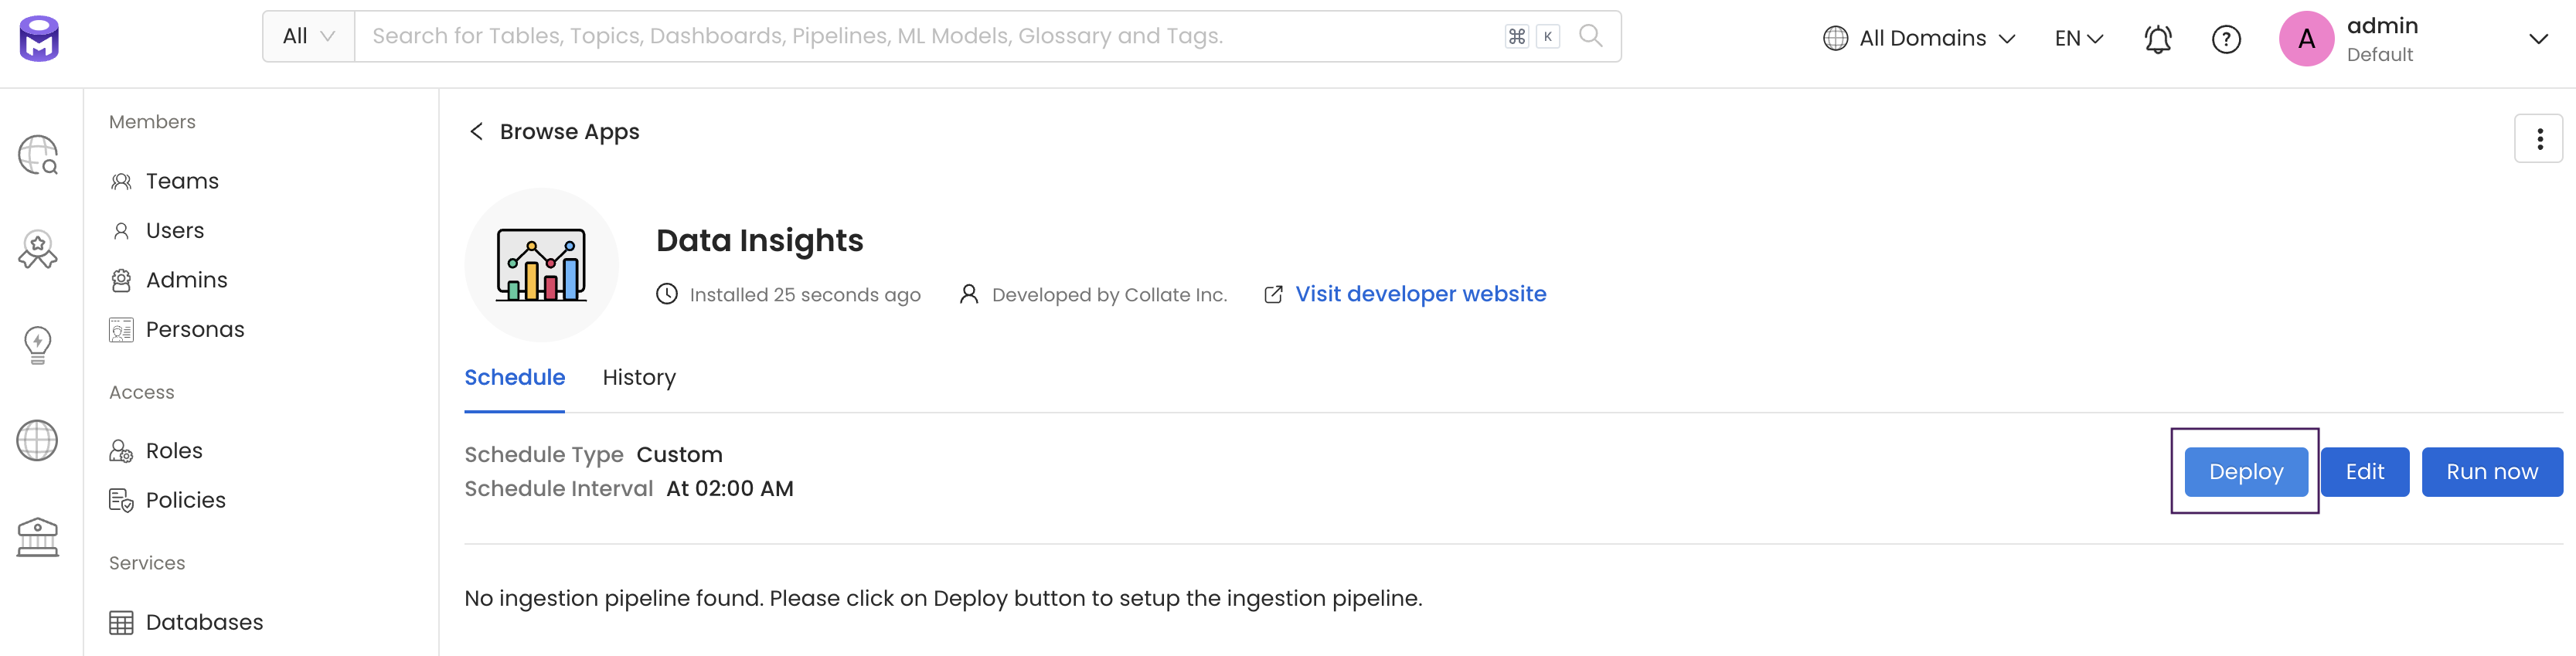 All
Search for Tables, Topics, Dashboards, Pipelines, ML Models, Glossary and Tags.
⌘ K
All Domains
EN
?
A
admin
Default
Members
Teams
Users
Admins
Personas
Access
Roles
Policies
Services
Databases
Browse Apps
Data Insights
Installed 25 seconds ago
Developed by Collate Inc.
Visit developer website
Schedule History
Schedule Type Custom
Schedule Interval At 02:00 AM
Deploy Edit Run now
No ingestion pipeline found. Please click on Deploy button to setup the ingestion pipeline.